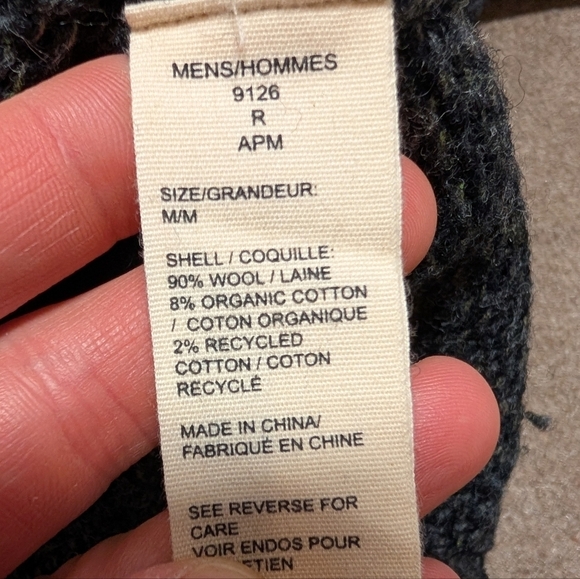 MENS/HOMMES
9126
R
APM
SIZE/GRANDEUR:
M/M
SHELL / COQUILLE:
90% WOOL / LAINE
8% ORGANIC COTTON
/ COTON ORGANIQUE
2% RECYCLED
COTTON / COTON
RECYCLÉ
MADE IN CHINA/
FABRIQUÉ EN CHINE
SEE REVERSE FOR
CARE
VOIR ENDOS POUR